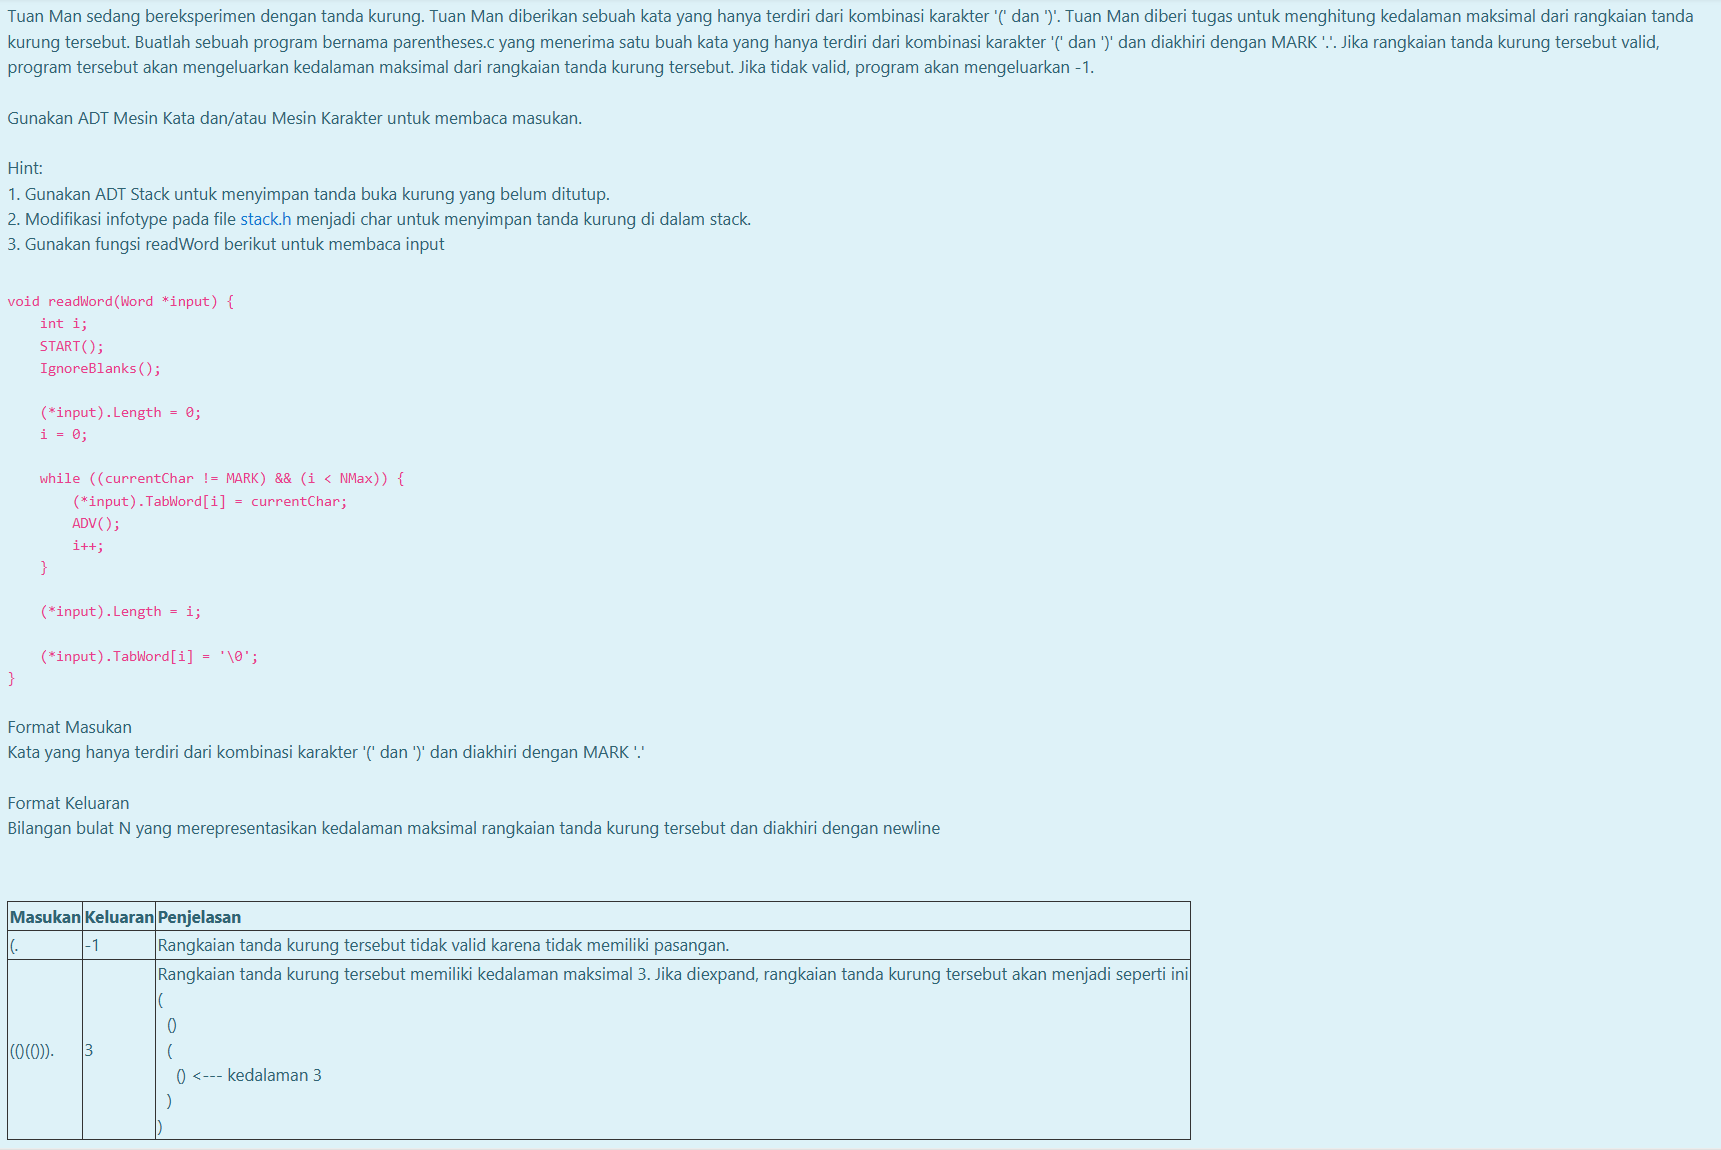 Tuan Man sedang bereksperimen dengan tanda kurung. Tuan Man diberikan sebuah kata yang hanya terdiri dari kombinasi karakter '(' dan ')'. Tuan Man diberi tugas untuk menghitung kedalaman maksimal dari rangkaian tanda
kurung tersebut. Buatlah sebuah program bernama parentheses.c yang menerima satu buah kata yang hanya terdiri dari kombinasi karakter '(' dan ')' dan diakhiri dengan MARK '.'. Jika rangkaian tanda kurung tersebut valid,
program tersebut akan mengeluarkan kedalaman maksimal dari rangkaian tanda kurung tersebut. Jika tidak valid, program akan mengeluarkan -1.
Gunakan ADT Mesin Kata dan/atau Mesin Karakter untuk membaca masukan.
Hint:
1. Gunakan ADT Stack untuk menyimpan tanda buka kurung yang belum ditutup.
2. Modifikasi infotype pada file stack.h menjadi char untuk menyimpan tanda kurung di dalam stack.
3. Gunakan fungsi readWord berikut untuk membaca input
void readWord(Word *input) {
    int i;
    START();
    IgnoreBlanks();
    (*input).Length = 0;
    i = 0;
    while ((currentChar != MARK) && (i < NMax)) {
        (*input).TabWord[i] = currentChar;
        ADV();
        i++;
    }
    (*input).Length = i;
    (*input).TabWord[i] = '\0';
}
Format Masukan
Kata yang hanya terdiri dari kombinasi karakter '(' dan ')' dan diakhiri dengan MARK '.'
Format Keluaran
Bilangan bulat N yang merepresentasikan kedalaman maksimal rangkaian tanda kurung tersebut dan diakhiri dengan newline
Masukan Keluaran Penjelasan
(. -1 Rangkaian tanda kurung tersebut tidak valid karena tidak memiliki pasangan.
(()(())). 3 Rangkaian tanda kurung tersebut memiliki kedalaman maksimal 3. Jika diexpand, rangkaian tanda kurung tersebut akan menjadi seperti ini
(
  ()
  (
    () <--- kedalaman 3
  )
)